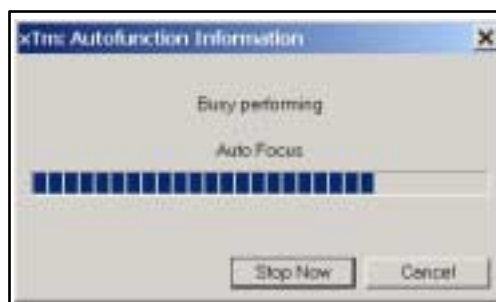 xTm: Autofunction Information
Busy performing
Auto Focus
Stop Now
Cancel